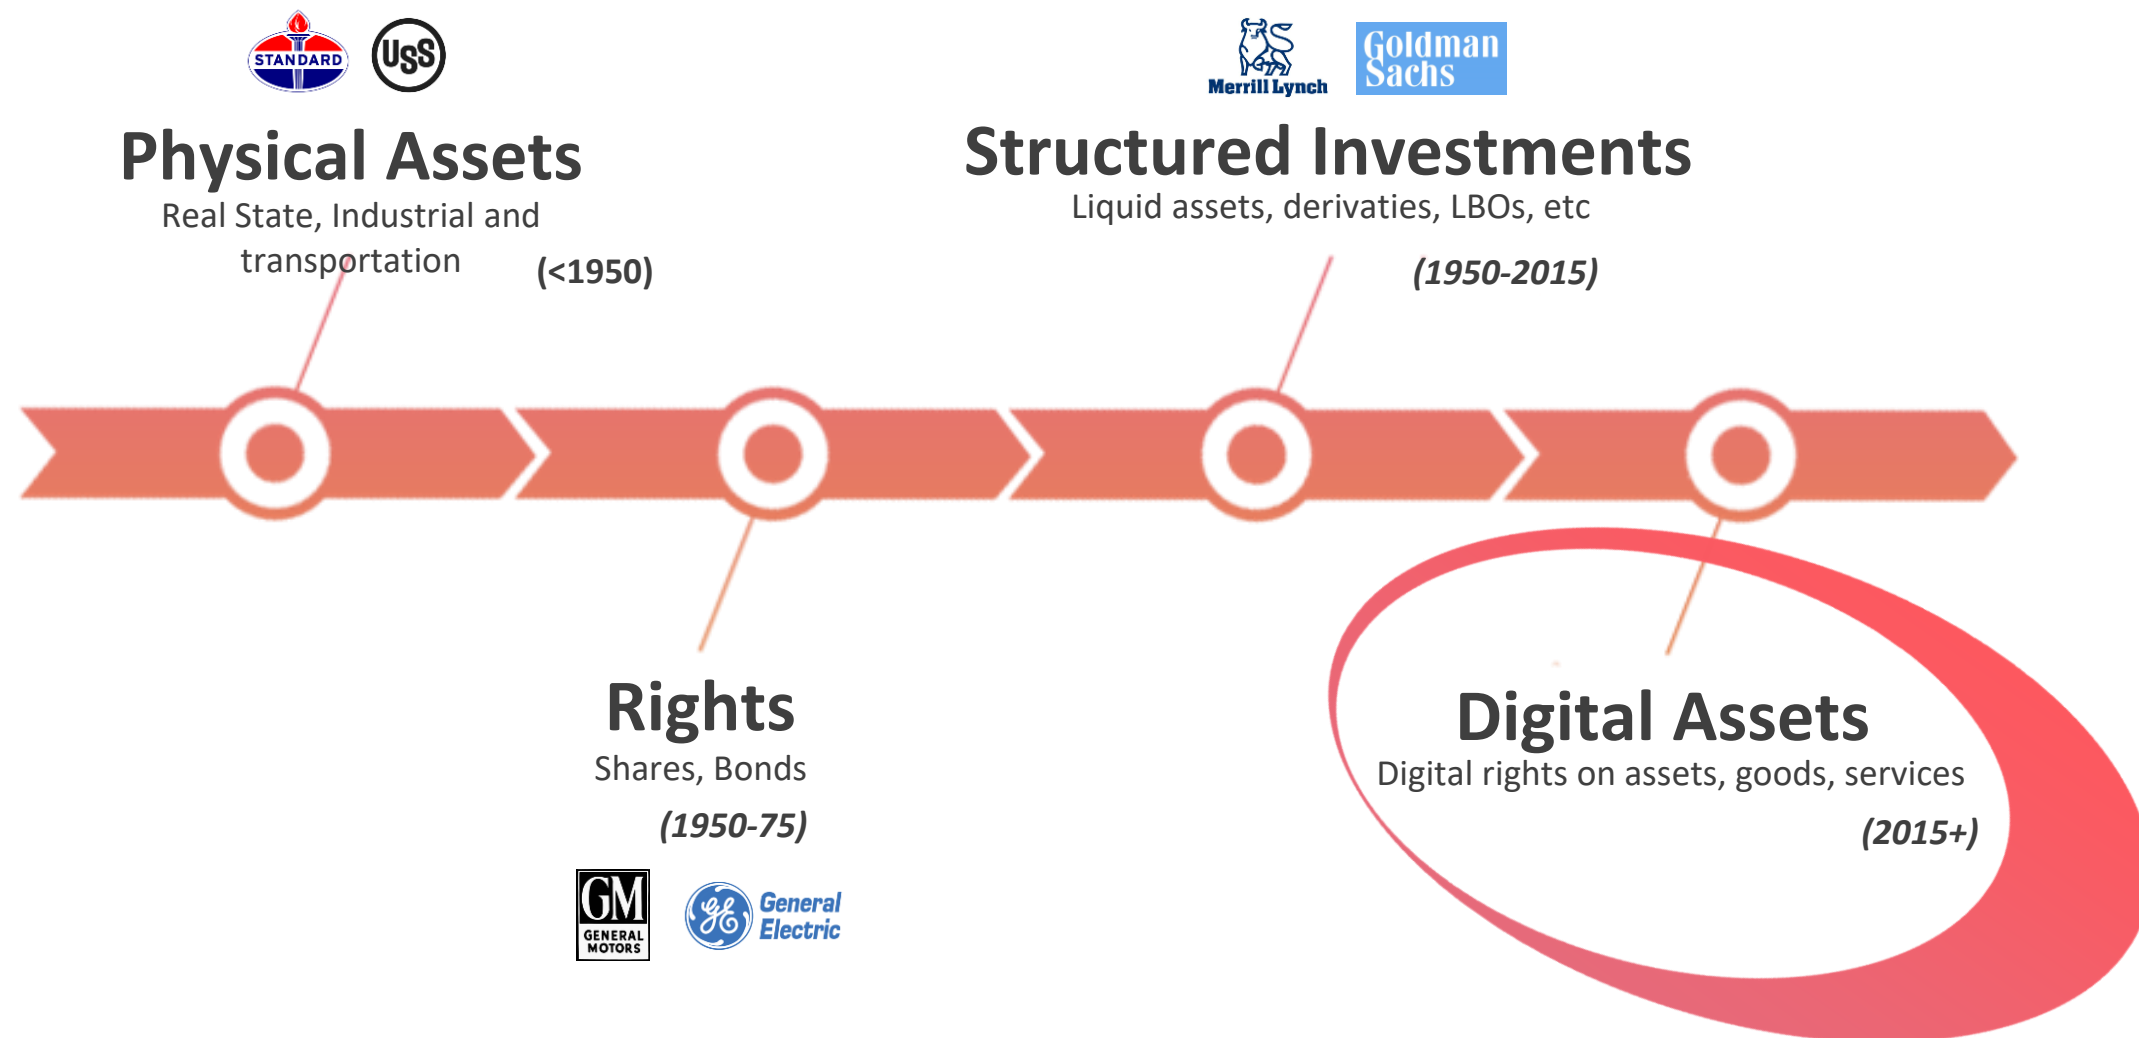 STANDARD
USS
Physical Assets
Real State, Industrial and
transportation
(<1950)
Merrill Lynch
Goldman
Sachs
Structured Investments
Liquid assets, derivaties, LBOs, etc
(1950-2015)
Rights
Shares, Bonds
(1950-75)
GM
GENERAL
MOTORS
GE
General
Electric
Digital Assets
Digital rights on assets, goods, services
(2015+)